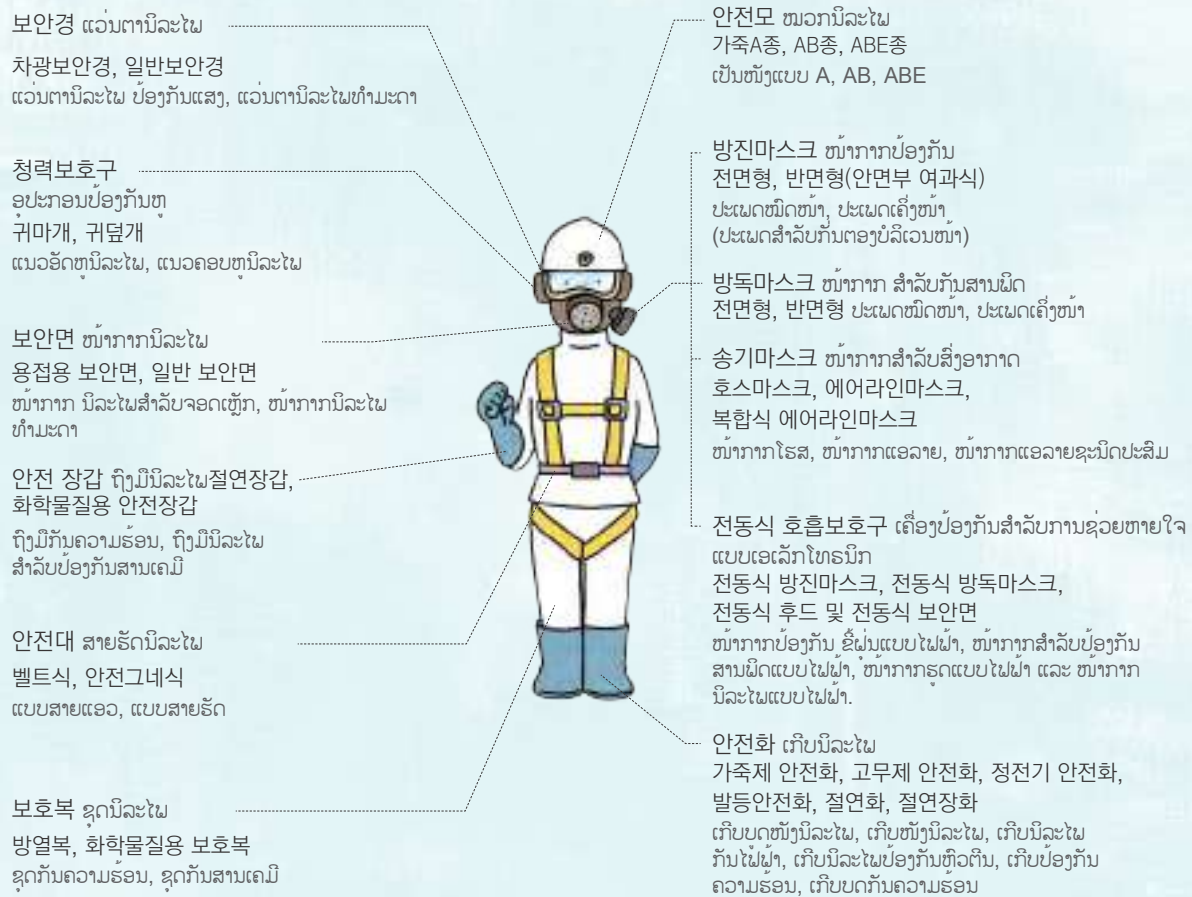 보안경 ແວ່ນຕານິລະໄພ
차광보안경, 일반보안경
ແວ່ນຕານິລະໄພ ປ້ອງກັນແສງ, ແວ່ນຕານິລະໄພທຳມະດາ
청력보호구
ອຸປະກອນປ້ອງກັນຫູ
귀마개, 귀덮개
ແນວອັດຫູນິລະໄພ, ແນວຄອບຫູນິລະໄພ
보안면 ໜ້າກາກນິລະໄພ
용접용 보안면, 일반 보안면
ໜ້າກາກ ນິລະໄພສຳລັບຈອດເຫຼັກ, ໜ້າກາກນິລະໄພ
ທຳມະດາ
안전 장갑 ຖົງມືນິລະໄພ절연장갑,
화학물질용 안전장갑
ຖົງມືກັນຄວາມຮ້ອນ, ຖົງມືນິລະໄພ
ສຳລັບປ້ອງກັນສານເຄມີ
안전대 ສາຍຮັດນິລະໄພ
벨트식, 안전그네식
ແບບສາຍແອວ, ແບບສາຍຮັດ
보호복 ຊຸດນິລະໄພ
방열복, 화학물질용 보호복
ຊຸດກັນຄວາມຮ້ອນ, ຊຸດກັນສານເຄມີ
안전모 ໝວກນິລະໄພ
가죽A종, AB종, ABE종
ເປັນໜັງແບບ A, AB, ABE
방진마스크 ໜ້າກາກປ້ອງກັນ
전면형, 반면형(안면부 여과식)
ປະເພດໝົດໜ້າ, ປະເພດເຄິ່ງໜ້າ
(ປະເພດສຳລັບກັ່ນຕອງບໍລິເວນໜ້າ)
방독마스크 ໜ້າກາກ ສຳລັບກັນສານພິດ
전면형, 반면형 ປະເພດໝົດໜ້າ, ປະເພດເຄິ່ງໜ້າ
송기마스크 ໜ້າກາກສຳລັບສົ່ງອາກາດ
호스마스크, 에어라인마스크,
복합식 에어라인마스크
ໜ້າກາກໂຮສ, ໜ້າກາກແອລາຍ, ໜ້າກາກແອລາຍຊະນິດປະສົມ
전동식 호흡보호구 ເຄື່ອງປ້ອງກັນສຳລັບການຊ່ວຍຫາຍໃຈ
ແບບເອເລັກໂທຣນິກ
전동식 방진마스크, 전동식 방독마스크,
전동식 후드 및 전동식 보안면
ໜ້າກາກປ້ອງກັນ ຂີ້ຝຸ່ນແບບໄຟຟ້າ, ໜ້າກາກສຳລັບປ້ອງກັນ
ສານພິດແບບໄຟຟ້າ, ໜ້າກາກຮຸດແບບໄຟຟ້າ ແລະ ໜ້າກາກ
ນິລະໄພແບບໄຟຟ້າ.
안전화 ເກີບນິລະໄພ
가죽제 안전화, 고무제 안전화, 정전기 안전화,
발등안전화, 절연화, 절연장화
ເກີບບຸດໜັງນິລະໄພ, ເກີບໜັງນິລະໄພ, ເກີບນິລະໄພ
ກັນໄຟຟ້າ, ເກີບນິລະໄພປ້ອງກັນຫົວຕີນ, ເກີບປ້ອງກັນ
ຄວາມຮ້ອນ, ເກີບບຸດກັນຄວາມຮ້ອນ